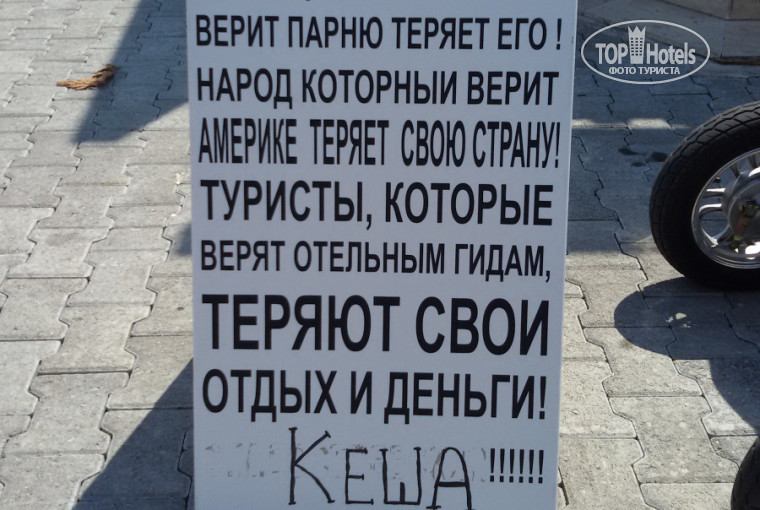 ВЕРИТ ПАРНЮ ТЕРЯЕТ ЕГО !
НАРОД КОТОРНЫИ ВЕРИТ
АМЕРИКЕ ТЕРЯЕТ СВОЮ СТРАНУ!
ТУРИСТЫ, КОТОРЫЕ
ВЕРЯТ ОТЕЛЬНЫМ ГИДАМ,
ТЕРЯЮТ СВОИ
ОТДЫХ И ДЕНЬГИ!
КЕША !!!!!!
TOP Hotels
ФОТО ТУРИСТА